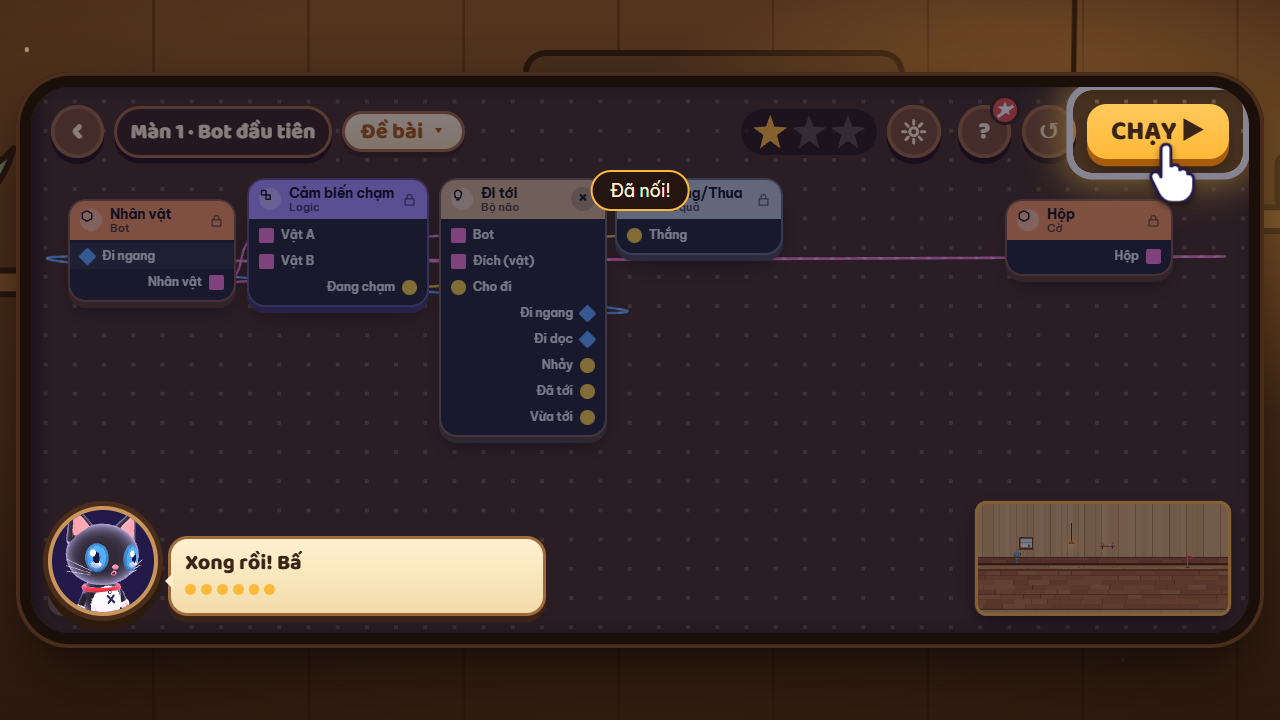 Màn 1 • Bot đầu tiên
Đề bài
?
CHẠY
Nhân vật
Bot
Đi ngang
Nhân vật
Cảm biến chạm
Logic
Vật A
Vật B
Đang chạm
Đi tới
Bộ não
Bot
Đích (vật)
Cho đi
Đi ngang
Đi dọc
Nhảy
Đã tới
Vừa tới
Đã nối!
g/Thua
quả
Thắng
Hộp
Cờ
Hộp
Xong rồi! Bấ